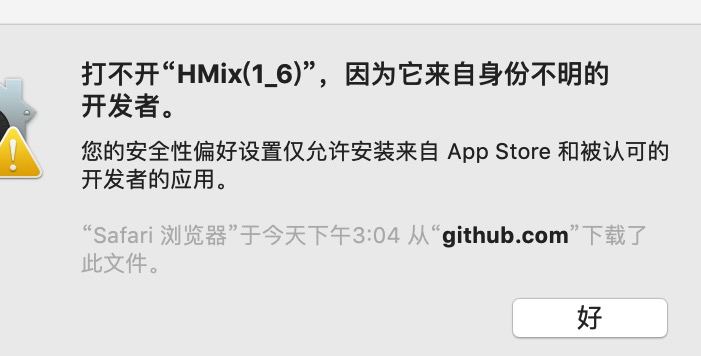 打不开“HMix(1_6)”，因为它来自身份不明的
开发者。
您的安全性偏好设置仅允许安装来自 App Store 和被认可的
开发者的应用。
“Safari 浏览器”于今天下午3:04 从“github.com”下载了
此文件。
好